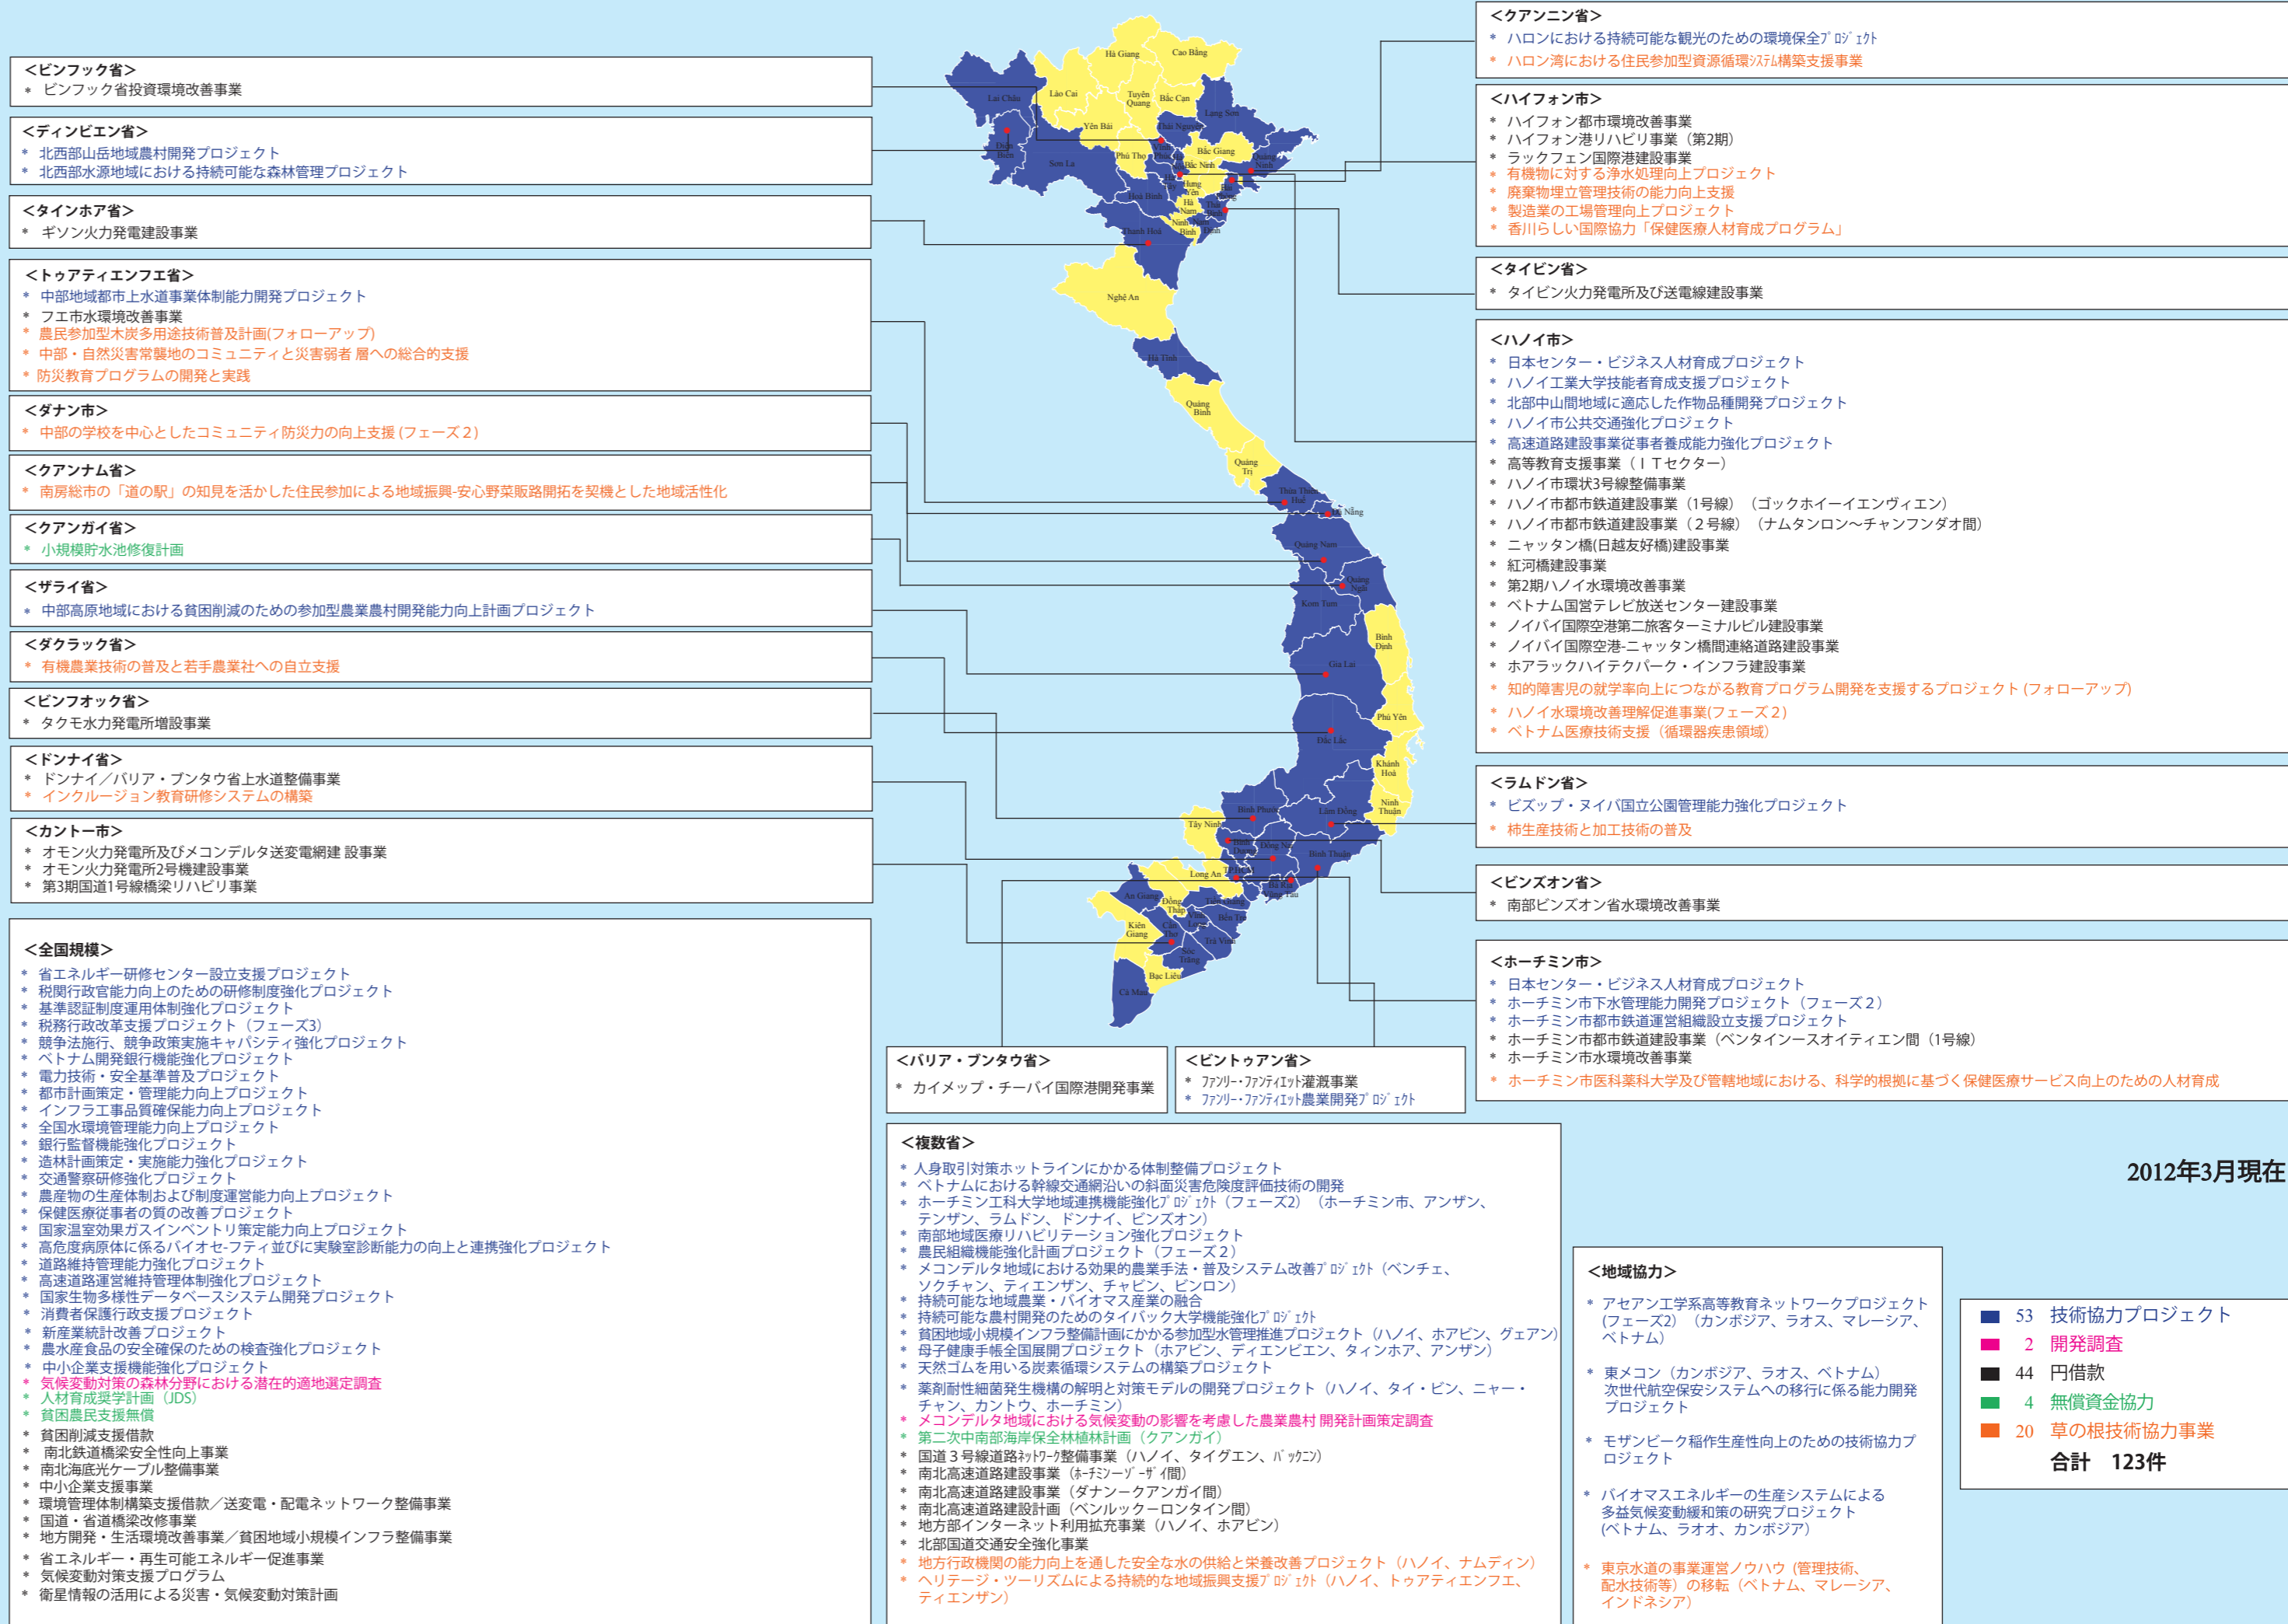 ＜ビンフック省＞
* ビンフック省投資環境改善事業
＜ディンビエン省＞
* 北西部山岳地域農村開発プロジェクト
* 北西部水源地域における持続可能な森林管理プロジェクト
＜タインホア省＞
* ギソン火力発電建設事業
＜トゥアティエンフエ省＞
* 中部地域都市上水道事業体制能力開発プロジェクト
* フエ市水環境改善事業
* 農民参加型木炭多用途技術普及計画(フォローアップ)
* 中部・自然災害常襲地のコミュニティと災害弱者 層への総合的支援
* 防災教育プログラムの開発と実践
＜ダナン市＞
* 中部の学校を中心としたコミュニティ防災力の向上支援 (フェーズ２)
＜クアンナム省＞
* 南房総市の「道の駅」の知見を活かした住民参加による地域振興-安心野菜販路開拓を契機とした地域活性化
＜クアンガイ省＞
* 小規模貯水池修復計画
＜ザライ省＞
* 中部高原地域における貧困削減のための参加型農業農村開発能力向上計画プロジェクト
＜ダクラック省＞
* 有機農業技術の普及と若手農業社への自立支援
＜ビンフオック省＞
* タクモ水力発電所増設事業
＜ドンナイ省＞
* ドンナイ／バリア・ブンタウ省上水道整備事業
* インクルージョン教育研修システムの構築
＜カントー市＞
* オモン火力発電所及びメコンデルタ送変電網建 設事業
* オモン火力発電所2号機建設事業
* 第3期国道1号線橋梁リハビリ事業
＜全国規模＞
* 省エネルギー研修センター設立支援プロジェクト
* 税関行政官能力向上のための研修制度強化プロジェクト
* 基準認証制度運用体制強化プロジェクト
* 税務行政改革支援プロジェクト（フェーズ3）
* 競争法施行、競争政策実施キャパシティ強化プロジェクト
* ベトナム開発銀行機能強化プロジェクト
* 電力技術・安全基準普及プロジェクト
* 都市計画策定・管理能力向上プロジェクト
* インフラ工事品質確保能力向上プロジェクト
* 全国水環境管理能力向上プロジェクト
* 銀行監督機能強化プロジェクト
* 造林計画策定・実施能力強化プロジェクト
* 交通警察研修強化プロジェクト
* 農産物の生産体制および制度運営能力向上プロジェクト
* 保健医療従事者の質の改善プロジェクト
* 国家温室効果ガスインベントリ策定能力向上プロジェクト
* 高危度病原体に係るバイオセ-フティ並びに実験室診断能力の向上と連携強化プロジェクト
* 道路維持管理能力強化プロジェクト
* 高速道路運営維持管理体制強化プロジェクト
* 国家生物多様性データベースシステム開発プロジェクト
* 消費者保護行政支援プロジェクト
* 新産業統計改善プロジェクト
* 農水産食品の安全確保のための検査強化プロジェクト
* 中小企業支援機能強化プロジェクト
* 気候変動対策の森林分野における潜在的適地選定調査
* 人材育成奨学計画（JDS）
* 貧困農民支援無償
* 貧困削減支援借款
* 南北鉄道橋梁安全性向上事業
* 南北海底光ケーブル整備事業
* 中小企業支援事業
* 環境管理体制構築支援借款／送変電・配電ネットワーク整備事業
* 国道・省道橋梁改修事業
* 地方開発・生活環境改善事業／貧困地域小規模インフラ整備事業
* 省エネルギー・再生可能エネルギー促進事業
* 気候変動対策支援プログラム
* 衛星情報の活用による災害・気候変動対策計画
Hà Giang
Cao Bằng
Lai Châu
Lào Cai
Tuyên
Quang
Bắc Cạn
Lạng Sơn
Yên Bái
Thái Nguyên
Điện
Biên
Sơn La
Phú Thọ
Vĩnh
Phúc
Bắc Giang
Bắc Ninh
Quảng
Ninh
Hà
Tây
Hưng
Yên
Hải
Phòng
Hoà Bình
Hà
Nam
Thái
Bình
Ninh
Bình
Nam
Định
Thanh Hoá
Nghệ An
Hà Tĩnh
Quảng
Bình
Quảng
Trị
Thừa Thiên
Huế
Đà Nẵng
Quảng Nam
Quảng
Ngãi
Kom Tum
Bình
Định
Gia Lai
Phú Yên
Đắc Lắc
Khánh
Hoà
Ninh
Thuận
Bình Phước
Lâm Đồng
Tây Ninh
Bình
Dương
Đồng Nai
Bình Thuận
Long An
TP.HCM
Bà Rịa
Vũng Tàu
An Giang
Đồng
Tháp
Tiền Giang
Kiên
Giang
Cần
Thơ
Vĩnh
Long
Bến Tre
Trà Vinh
Sóc
Trăng
Bạc Liêu
Cà Mau
＜クアンニン省＞
* ハロンにおける持続可能な観光のための環境保全ﾌﾟﾛｼﾞｪｸﾄ
* ハロン湾における住民参加型資源循環ｼｽﾃﾑ構築支援事業
＜ハイフォン市＞
* ハイフォン都市環境改善事業
* ハイフォン港リハビリ事業（第2期）
* ラックフェン国際港建設事業
* 有機物に対する浄水処理向上プロジェクト
* 廃棄物埋立管理技術の能力向上支援
* 製造業の工場管理向上プロジェクト
* 香川らしい国際協力「保健医療人材育成プログラム」
＜タイビン省＞
* タイビン火力発電所及び送電線建設事業
＜ハノイ市＞
* 日本センター・ビジネス人材育成プロジェクト
* ハノイ工業大学技能者育成支援プロジェクト
* 北部中山間地域に適応した作物品種開発プロジェクト
* ハノイ市公共交通強化プロジェクト
* 高速道路建設事業従事者養成能力強化プロジェクト
* 高等教育支援事業（ＩＴセクター）
* ハノイ市環状3号線整備事業
* ハノイ市都市鉄道建設事業（1号線）（ゴックホイーイエンヴィエン）
* ハノイ市都市鉄道建設事業（２号線）（ナムタンロン～チャンフンダオ間）
* ニャッタン橋(日越友好橋)建設事業
* 紅河橋建設事業
* 第2期ハノイ水環境改善事業
* ベトナム国営テレビ放送センター建設事業
* ノイバイ国際空港第二旅客ターミナルビル建設事業
* ノイバイ国際空港-ニャッタン橋間連絡道路建設事業
* ホアラックハイテクパーク・インフラ建設事業
* 知的障害児の就学率向上につながる教育プログラム開発を支援するプロジェクト (フォローアップ)
* ハノイ水環境改善理解促進事業(フェーズ２)
* ベトナム医療技術支援（循環器疾患領域）
＜ラムドン省＞
* ビズップ・ヌイバ国立公園管理能力強化プロジェクト
* 柿生産技術と加工技術の普及
＜ビンズオン省＞
* 南部ビンズオン省水環境改善事業
＜ホーチミン市＞
* 日本センター・ビジネス人材育成プロジェクト
* ホーチミン市下水管理能力開発プロジェクト（フェーズ２）
* ホーチミン市都市鉄道運営組織設立支援プロジェクト
* ホーチミン市都市鉄道建設事業（ベンタインースオイティエン間（1号線）
* ホーチミン市水環境改善事業
* ホーチミン市医科薬科大学及び管轄地域における、科学的根拠に基づく保健医療サービス向上のための人材育成
＜バリア・ブンタウ省＞
* カイメップ・チーバイ国際港開発事業
＜ビントゥアン省＞
* ﾌｧﾝﾘｰ･ﾌｧﾝﾃｨｴｯﾄ灌漑事業
* ﾌｧﾝﾘｰ･ﾌｧﾝﾃｨｴｯﾄ農業開発ﾌﾟﾛｼﾞｪｸﾄ
＜複数省＞
* 人身取引対策ホットラインにかかる体制整備プロジェクト
* ベトナムにおける幹線交通網沿いの斜面災害危険度評価技術の開発
* ホーチミン工科大学地域連携機能強化ﾌﾟﾛｼﾞｪｸﾄ（フェーズ2）（ホーチミン市、アンザン、
テンザン、ラムドン、ドンナイ、ビンズオン）
* 南部地域医療リハビリテーション強化プロジェクト
* 農民組織機能強化計画プロジェクト（フェーズ２）
* メコンデルタ地域における効果的農業手法・普及システム改善ﾌﾟﾛｼﾞｪｸﾄ（ベンチェ、
ソクチャン、ティエンザン、チャビン、ビンロン）
* 持続可能な地域農業・バイオマス産業の融合
* 持続可能な農村開発のためのタイバック大学機能強化ﾌﾟﾛｼﾞｪｸﾄ
* 貧困地域小規模インフラ整備計画にかかる参加型水管理推進プロジェクト（ハノイ、ホアビン、グェアン）
* 母子健康手帳全国展開プロジェクト（ホアビン、ディエンビエン、タィンホア、アンザン）
* 天然ゴムを用いる炭素循環システムの構築プロジェクト
* 薬剤耐性細菌発生機構の解明と対策モデルの開発プロジェクト（ハノイ、タイ・ビン、ニャー・
チャン、カントウ、ホーチミン）
* メコンデルタ地域における気候変動の影響を考慮した農業農村 開発計画策定調査
* 第二次中南部海岸保全林植林計画（クアンガイ）
* 国道３号線道路ﾈｯﾄﾜｰｸ整備事業（ハノイ、タイグエン、ﾊﾞｯｸﾆﾝ）
* 南北高速道路建設事業（ﾎｰﾁﾐﾝーｿﾞｰｻﾞｲ間）
* 南北高速道路建設事業（ダナンークアンガイ間）
* 南北高速道路建設計画（ベンルックーロンタイン間）
* 地方部インターネット利用拡充事業（ハノイ、ホアビン）
* 北部国道交通安全強化事業
* 地方行政機関の能力向上を通した安全な水の供給と栄養改善プロジェクト（ハノイ、ナムディン）
* ヘリテージ・ツーリズムによる持続的な地域振興支援ﾌﾟﾛｼﾞｪｸﾄ（ハノイ、トゥアティエンフエ、
ティエンザン）
＜地域協力＞
* アセアン工学系高等教育ネットワークプロジェクト
(フェーズ2）（カンボジア、ラオス、マレーシア、
ベトナム）
* 東メコン（カンボジア、ラオス、ベトナム）
次世代航空保安システムへの移行に係る能力開発
プロジェクト
* モザンビーク稲作生産性向上のための技術協力プ
ロジェクト
* バイオマスエネルギーの生産システムによる
多益気候変動緩和策の研究プロジェクト
(ベトナム、ラオオ、カンボジア）
* 東京水道の事業運営ノウハウ (管理技術、
配水技術等）の移転（ベトナム、マレーシア、
インドネシア）
2012年3月現在
53 技術協力プロジェクト
2 開発調査
44 円借款
4 無償資金協力
20 草の根技術協力事業
合計 123件